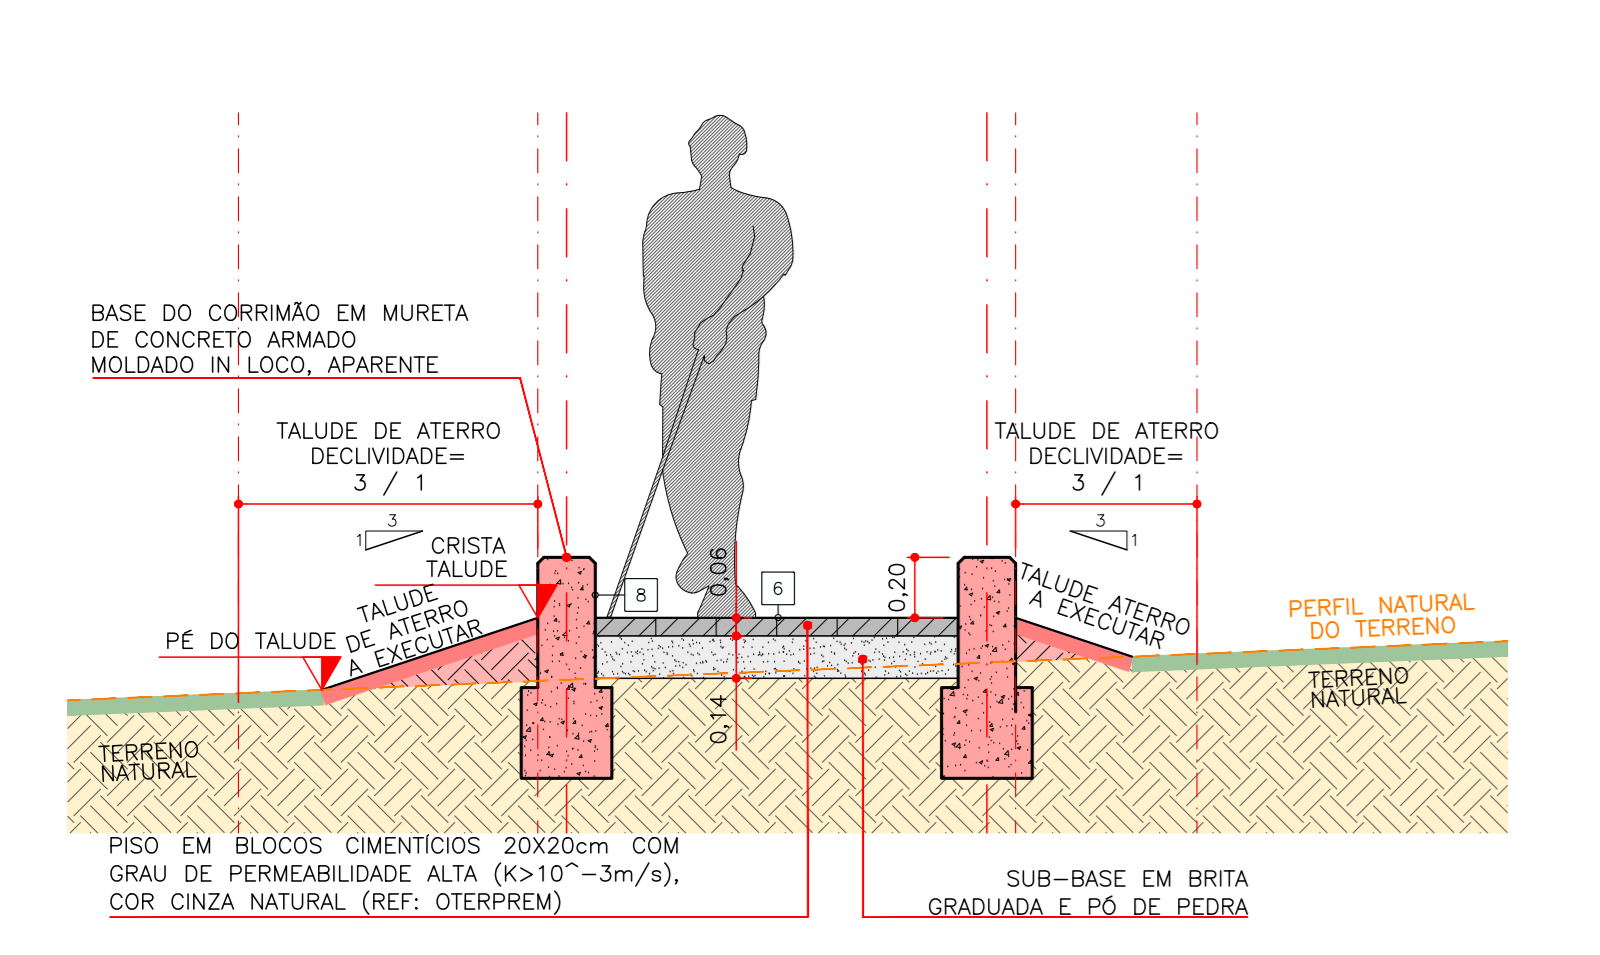 BASE DO CORRIMÃO EM MURETA
DE CONCRETO ARMADO
MOLDADO IN LOCO, APARENTE
TALUDE DE ATERRO
DECLIVIDADE=
3 / 1
TALUDE DE ATERRO
DECLIVIDADE=
3 / 1
3
1
3
1
CRISTA
TALUDE
TALUDE
DE ATERRO
A EXECUTAR
PÉ DO TALUDE
0,06
8
6
0,20
0,14
TALUDE ATERRO
A EXECUTAR
PERFIL NATURAL
DO TERRENO
TERRENO
NATURAL
TERRENO
NATURAL
PISO EM BLOCOS CIMENTÍCIOS 20X20cm COM
GRAU DE PERMEABILIDADE ALTA (K>10^-3m/s),
COR CINZA NATURAL (REF: OTERPREM)
SUB-BASE EM BRITA
GRADUADA E PÓ DE PEDRA